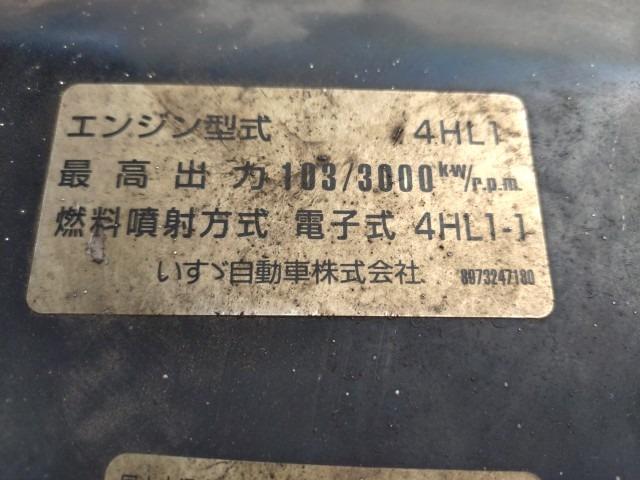 エンジン型式 4HL1-
最高出力 103/3000 kW/r.p.m.
燃料噴射方式 電子式 4HL1-1
いすゞ自動車株式会社 8973247180